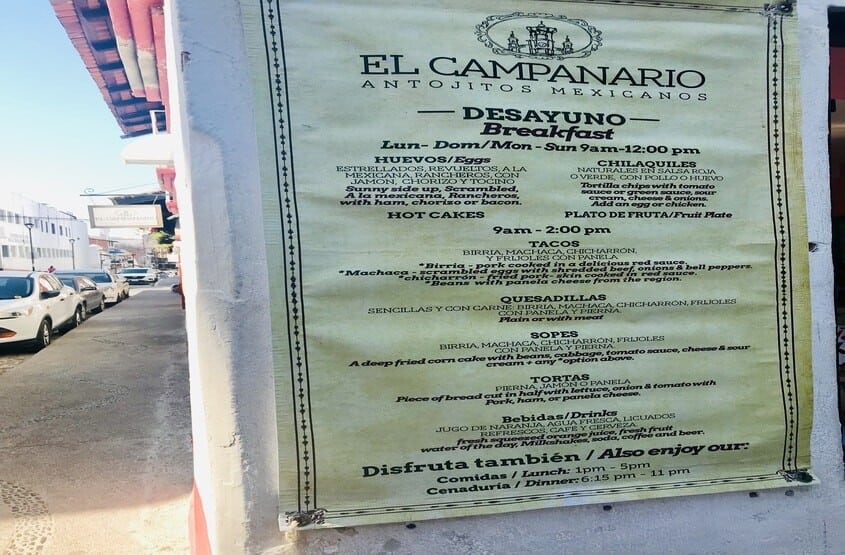 EL CAMPANARIO
ANTOJITOS MEXICANOS
DESAYUNO
Breakfast
Lun- Dom/Mon - Sun 9am-12:00 pm
HUEVOS/Eggs
ESTRELLADOS, REVUELTOS, A LA
MEXICANA, RANCHEROS, CON
JAMÓN, CHORIZO Y TOCINO
Sunny side up, Scrambled,
A la mexicana, Rancheros,
with ham, choriso or bacon.
HOT CAKES
CHILAQUILES
NATURALES EN SALSA ROJA
O VERDE, CON POLLO O HUEVO
Tortilla chips with tomato
sauce or green sauce, sour
cream, cheese & onions.
Add an egg or chicken.
PLATO DE FRUTA/Fruit Plate
9am - 2:00 pm
TACOS
BIRRIA, MACHACA, CHICHARRÓN,
Y FRIJOLES CON PANELA
*Birria - pork cooked in a delicious red sauce.
*Machaca - scrambled eggs with shredded beef, onions & bell peppers.
*chicharrón - fried pork - skin cooked in red sauce.
*Beans with panela cheese from the region.
QUESADILLAS
SENCILLAS Y CON CARNE: BIRRIA, MACHACA, CHICHARRÓN, FRIJOLES
CON PANELA Y PIERNA
Plain or with meat
SOPES
BIRRIA, MACHACA, CHICHARRÓN, FRIJOLES
CON PANELA Y PIERNA
A deep fried corn cake with beans, cabbage, tomato sauce, cheese & sour
cream + any *option above.
TORTAS
PIERNA, JAMÓN O PANELA
Piece of bread cut in half with lettuce, onion & tomato with
Pork, ham, or panela cheese.
Bebidas/Drinks
JUGO DE NARANJA, AGUA FRESCA, LICUADOS
REFRESCOS, CAFÉ Y CERVEZA
fresh squeezed orange juice, fresh fruit
water of the day, Milkshakes, soda, coffee and beer.
Disfruta también / Also enjoy our:
Comidas / Lunch: 1pm - 5pm
Cenaduría / Dinner: 6:15 pm - 11 pm
EL CAMPANARIO